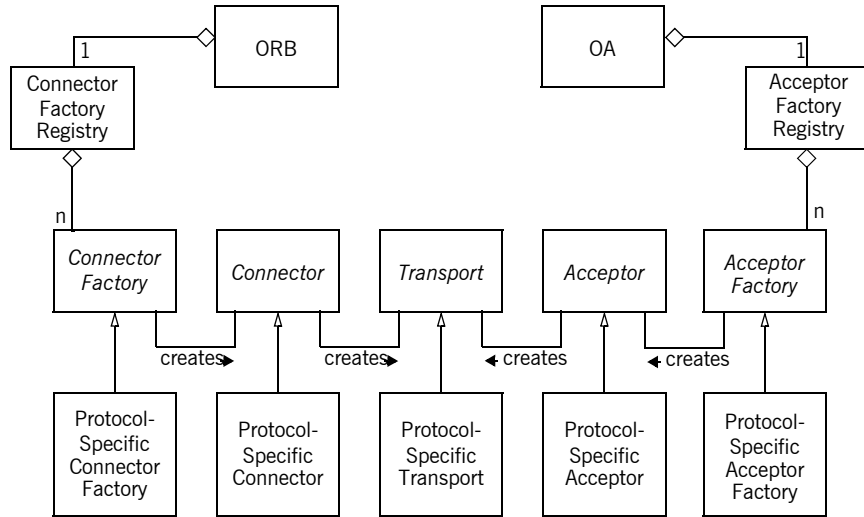 ORB
OA
1
1
Connector
Factory
Registry
Acceptor
Factory
Registry
n
n
Connector
Factory
Connector
Transport
Acceptor
Acceptor
Factory
creates
creates
creates
creates
Protocol-
Specific
Connector
Factory
Protocol-
Specific
Connector
Protocol-
Specific
Transport
Protocol-
Specific
Acceptor
Protocol-
Specific
Acceptor
Factory